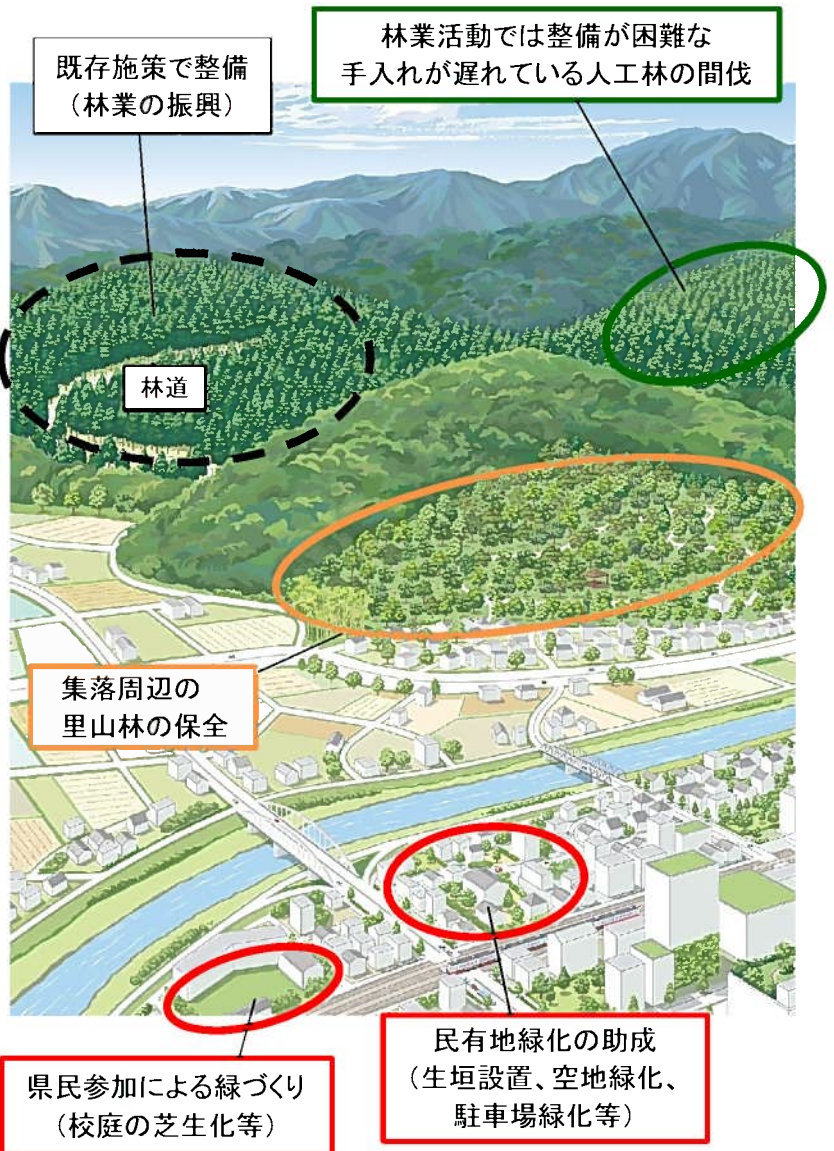 既存施策で整備
（林業の振興）
林業活動では整備が困難な
手入れが遅れている人工林の間伐
林道
集落周辺の
里山林の保全
県民参加による緑づくり
（校庭の芝生化等）
民有地緑化の助成
（生垣設置、空地緑化、
駐車場緑化等）